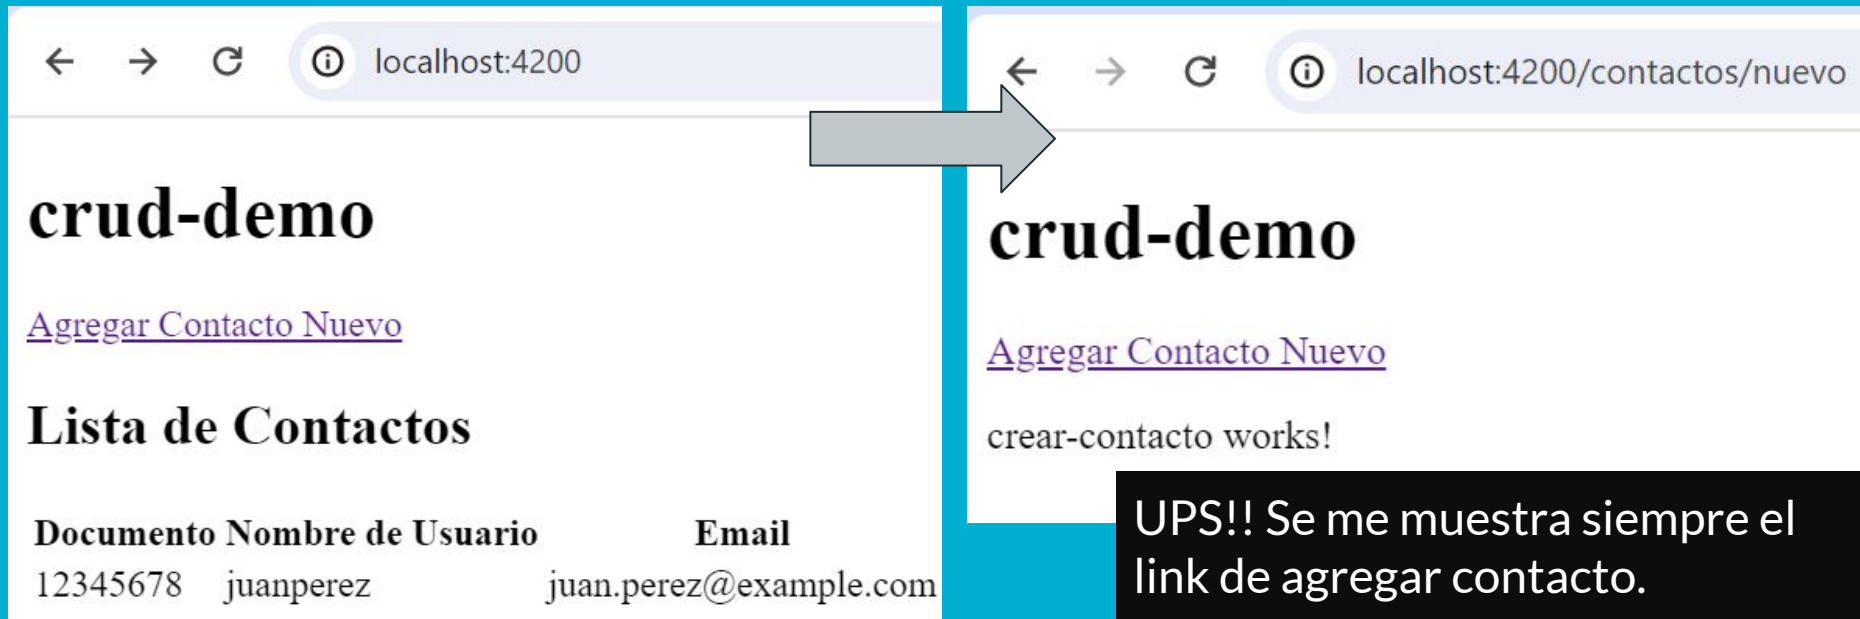 localhost:4200
crud-demo
Agregar Contacto Nuevo
Lista de Contactos
Documento Nombre de Usuario Email
12345678 juanperez juan.perez@example.com
localhost:4200/contactos/nuevo
crud-demo
Agregar Contacto Nuevo
crear-contacto works!
UPS!! Se me muestra siempre el
link de agregar contacto.